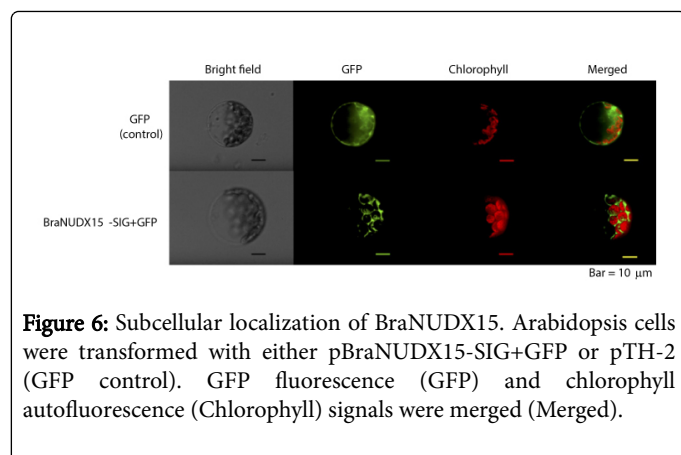 Bright field GFP Chlorophyll Merged
GFP
(control)
BraNUDX15 -SIG+GFP
Bar = 10 μm
Figure 6: Subcellular localization of BraNUDX15. Arabidopsis cells
were transformed with either pBraNUDX15-SIG+GFP or pTH-2
(GFP control). GFP fluorescence (GFP) and chlorophyll
autofluorescence (Chlorophyll) signals were merged (Merged).